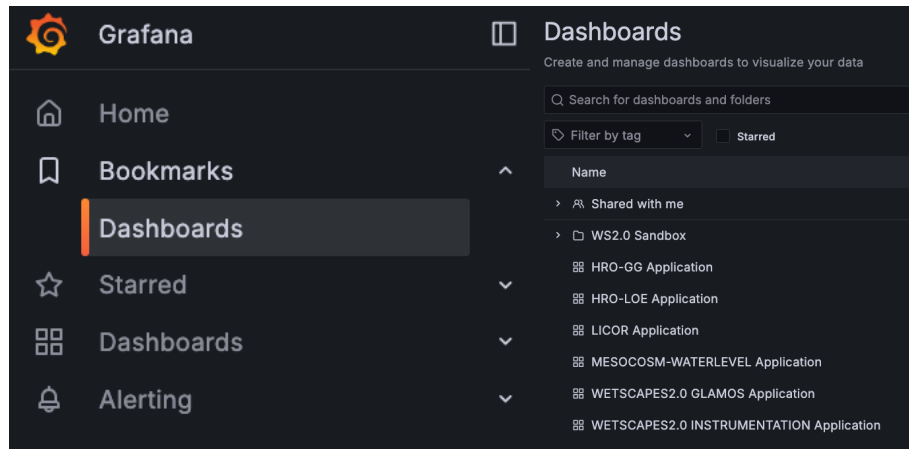 Grafana
Home
Bookmarks
Dashboards
Starred
Dashboards
Alerting
Dashboards
Create and manage dashboards to visualize your data
Search for dashboards and folders
Filter by tag
Starred
Name
Shared with me
WS2.0 Sandbox
HRO-GG Application
HRO-LOE Application
LICOR Application
MESOCOSM-WATERLEVEL Application
WETSCAPES2.0 GLAMOS Application
WETSCAPES2.0 INSTRUMENTATION Application